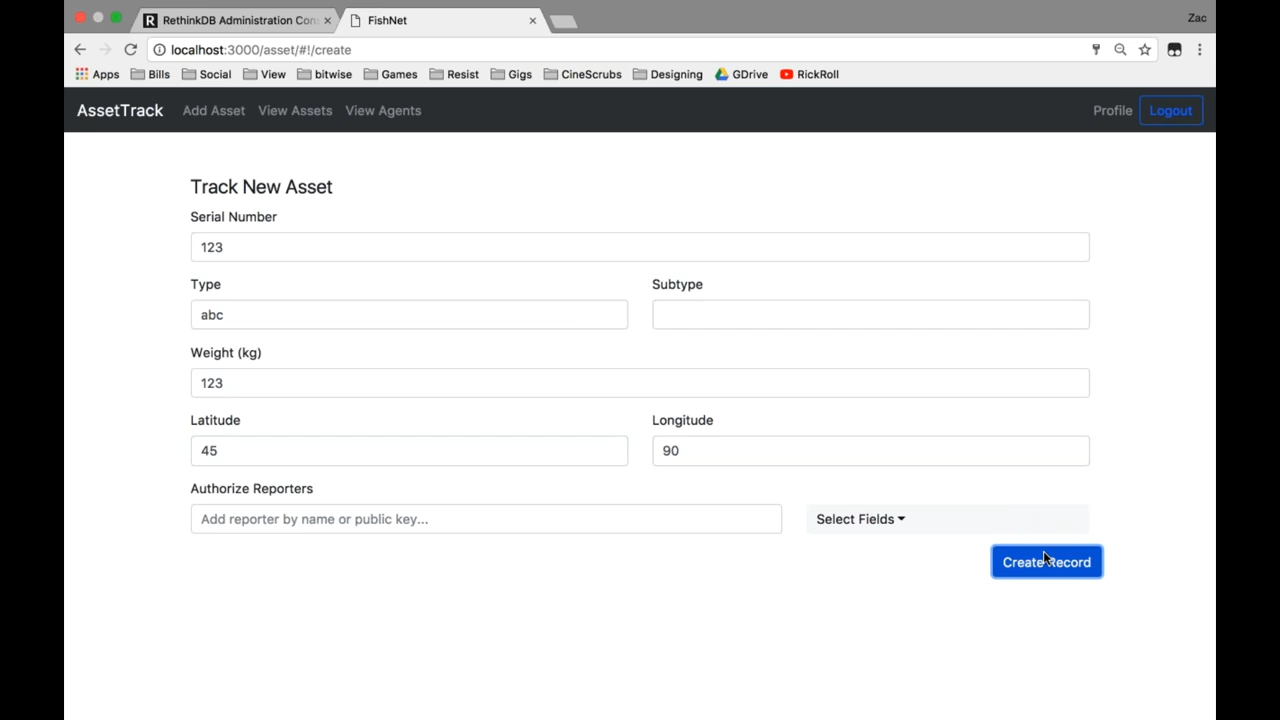 RethinkDB Administration Con
FishNet
Zac
localhost:3000/asset/#!/create
Apps Bills Social View bitwise Games Resist Gigs CineScrubs Designing GDrive RickRoll
AssetTrack Add Asset View Assets View Agents Profile Logout
Track New Asset
Serial Number
123
Type Subtype
abc
Weight (kg)
123
Latitude Longitude
45 90
Authorize Reporters
Add reporter by name or public key... Select Fields
Create Record